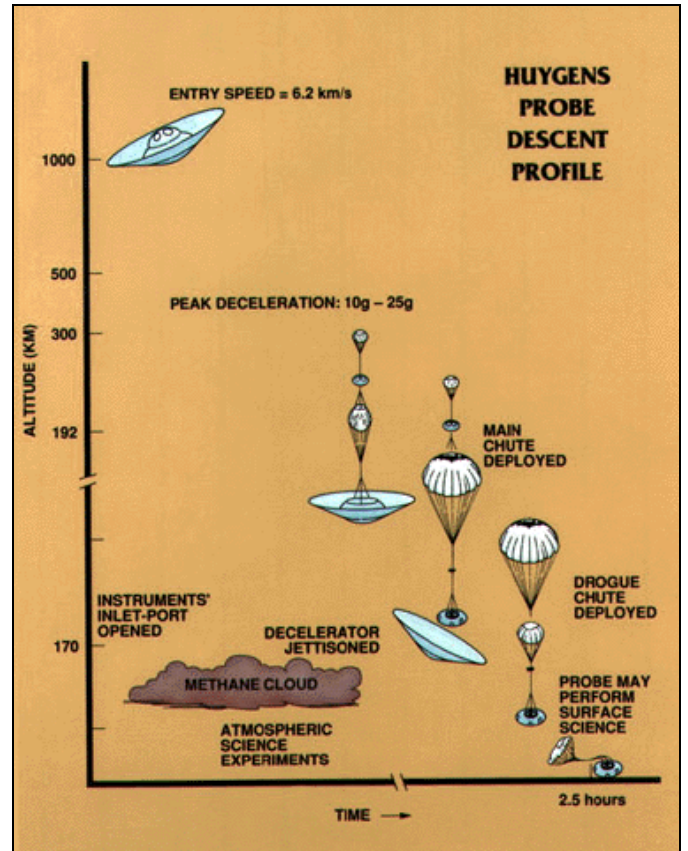 HUYGENS
PROBE
DESCENT
PROFILE
ENTRY SPEED = 6.2 km/s
1000
500
PEAK DECELERATION: 10g – 25g
300
ALTITUDE (KM)
192
MAIN
CHUTE
DEPLOYED
DROGUE
CHUTE
DEPLOYED
INSTRUMENTS'
INLET-PORT
OPENED
DECELERATOR
JETTISONED
170
METHANE CLOUD
PROBE MAY
PERFORM
SURFACE
SCIENCE
ATMOSPHERIC
SCIENCE
EXPERIMENTS
2.5 hours
TIME